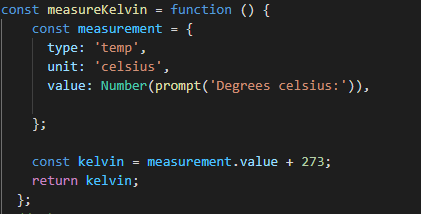 const measureKelvin = function () {
const measurement = {
type: 'temp',
unit: 'celsius',
value: Number(prompt('Degrees celsius:')),
};
const kelvin = measurement.value + 273;
return kelvin;
};